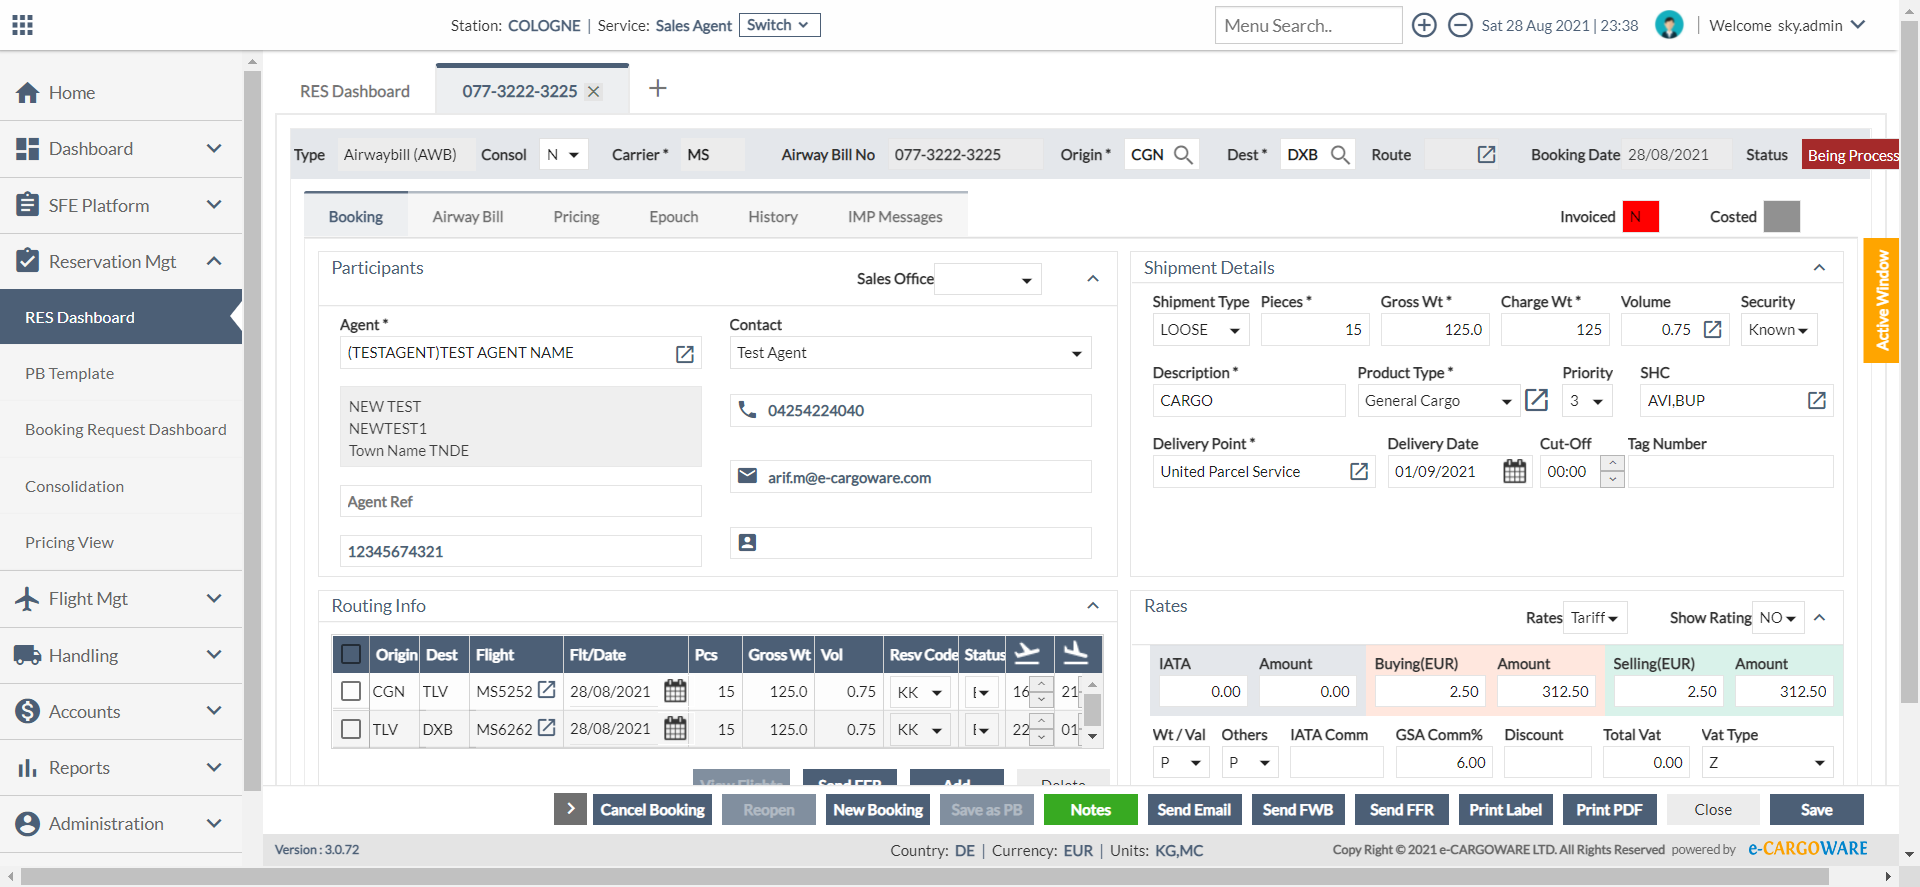 Station: COLOGNE | Service: Sales Agent Switch
Menu Search..
Sat 28 Aug 2021 | 23:38
Welcome sky.admin
Home
Dashboard
SFE Platform
Reservation Mgt
RES Dashboard
PB Template
Booking Request Dashboard
Consolidation
Pricing View
Flight Mgt
Handling
Accounts
Reports
Administration
RES Dashboard 077-3222-3225
Type Airwaybill (AWB) Consol N Carrier * MS Airway Bill No 077-3222-3225 Origin * CGN Dest * DXB Route Booking Date 28/08/2021 Status Being Process
Booking Airway Bill Pricing Epouch History IMP Messages
Invoiced N Costed
Active Window
Participants
Sales Office
Agent *
(TESTAGENT)TEST AGENT NAME
NEW TEST
NEWTEST1
Town Name TNDE
Agent Ref
12345674321
Contact
Test Agent
04254224040
arif.m@e-cargoware.com
Shipment Details
Shipment Type Pieces * Gross Wt * Charge Wt * Volume Security
LOOSE 15 125.0 125 0.75 Known
Description * Product Type * Priority SHC
CARGO General Cargo 3 AVI,BUP
Delivery Point * Delivery Date Cut-Off Tag Number
United Parcel Service 01/09/2021 00:00
Routing Info
Origin Dest Flight Flt/Date Pcs Gross Wt Vol Resv Code Status
CGN TLV MS5252 28/08/2021 15 125.0 0.75 KK 16 21
TLV DXB MS6262 28/08/2021 15 125.0 0.75 KK 22 01
View Flights Send FFR Add Delete
Rates
Rates Tariff Show Rating NO
IATA Amount Buying(EUR) Amount Selling(EUR) Amount
0.00 0.00 2.50 312.50 2.50 312.50
Wt / Val Others IATA Comm GSA Comm% Discount Total Vat Vat Type
P P 6.00 0.00 Z
Cancel Booking Reopen New Booking Save as PB Notes Send Email Send FWB Send FFR Print Label Print PDF Close Save
Version : 3.0.72
Country: DE | Currency: EUR | Units: KG,MC
Copy Right © 2021 e-CARGOWARE LTD. All Rights Reserved powered by e-CARGOWARE